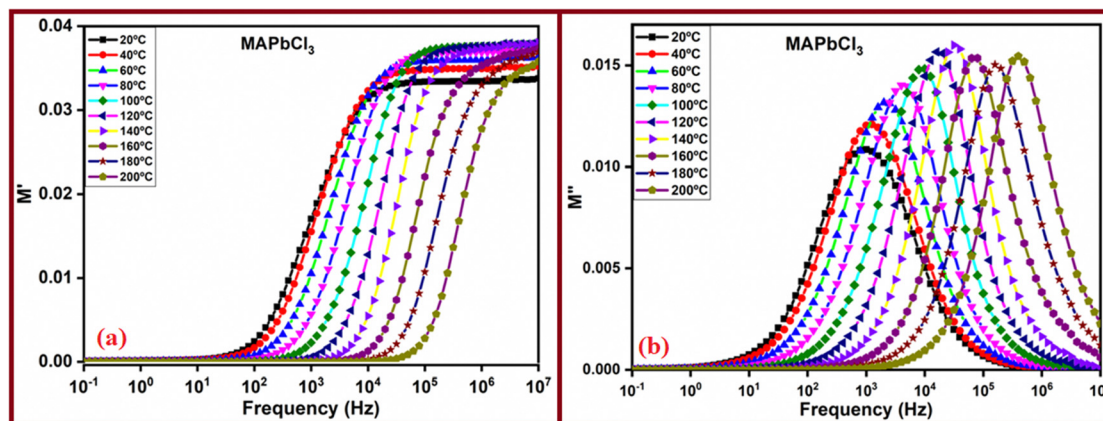 MAPbCl₃
20ºC
40ºC
60ºC
80ºC
100ºC
120ºC
140ºC
160ºC
180ºC
200ºC
0.04
0.03
0.02
0.01
0.00
M'
(a)
10⁻¹ 10⁰ 10¹ 10² 10³ 10⁴ 10⁵ 10⁶ 10⁷
Frequency (Hz)
MAPbCl₃
20ºC
40ºC
60ºC
80ºC
100ºC
120ºC
140ºC
160ºC
180ºC
200ºC
0.015
0.010
0.005
0.000
M''
(b)
10⁻¹ 10⁰ 10¹ 10² 10³ 10⁴ 10⁵ 10⁶ 10
Frequency (Hz)